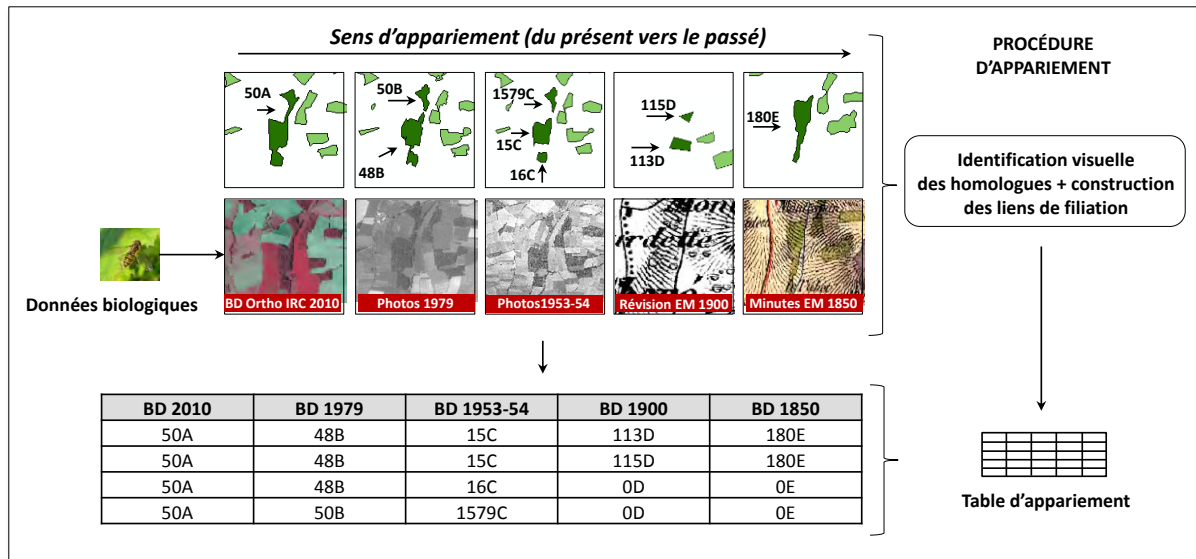 Sens d'appariement (du présent vers le passé)
PROCÉDURE
D'APPARIEMENT
50A
50B
48B
1579C
15C
16C
115D
113D
180E
Identification visuelle
des homologues + construction
des liens de filiation
Données biologiques
BD Ortho IRC 2010
Photos 1979
Photos1953-54
Révision EM 1900
Minutes EM 1850
BD 2010 BD 1979 BD 1953-54 BD 1900 BD 1850
50A 48B 15C 113D 180E
50A 48B 15C 115D 180E
50A 48B 16C 0D 0E
50A 50B 1579C 0D 0E
Table d'appariement